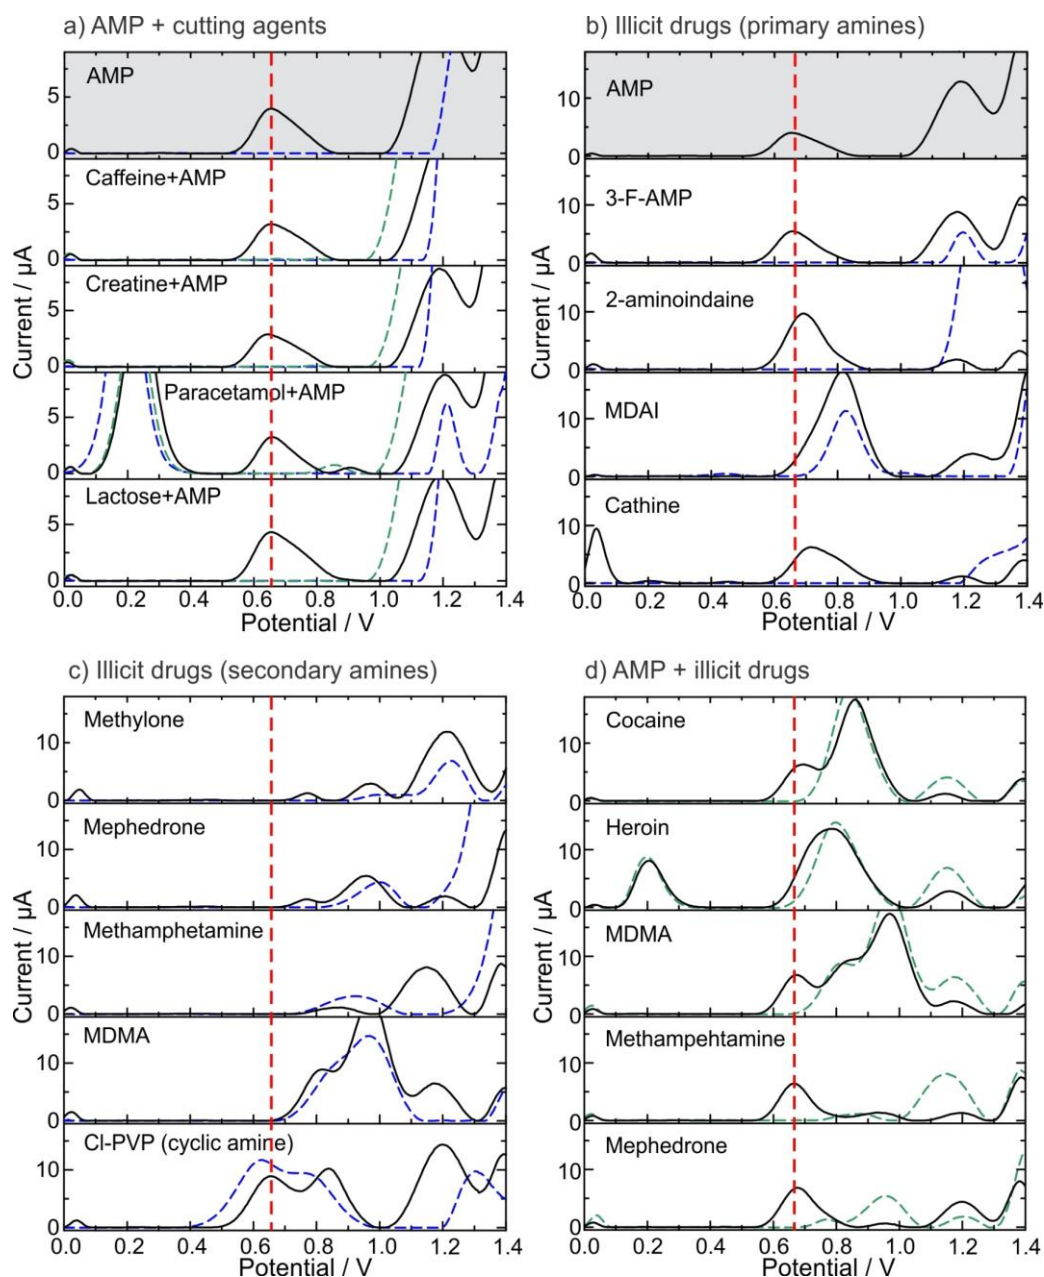 a) AMP + cutting agents
AMP
5
0
Caffeine+AMP
5
0
Creatine+AMP
5
0
Paracetamol+AMP
5
0
Lactose+AMP
5
0
Current / µA
0.0 0.2 0.4 0.6 0.8 1.0 1.2 1.4
Potential / V
b) Illicit drugs (primary amines)
AMP
10
0
3-F-AMP
10
0
2-aminoindaine
10
0
MDAI
10
0
Cathine
10
0
Current / µA
0.0 0.2 0.4 0.6 0.8 1.0 1.2 1.4
Potential / V
c) Illicit drugs (secondary amines)
Methylone
10
0
Mephedrone
10
0
Methamphetamine
10
0
MDMA
10
0
Cl-PVP (cyclic amine)
10
0
Current / µA
0.0 0.2 0.4 0.6 0.8 1.0 1.2 1.4
Potential / V
d) AMP + illicit drugs
Cocaine
10
0
Heroin
10
0
MDMA
10
0
Methampehtamine
10
0
Mephedrone
10
0
Current / µA
0.0 0.2 0.4 0.6 0.8 1.0 1.2 1.4
Potential / V